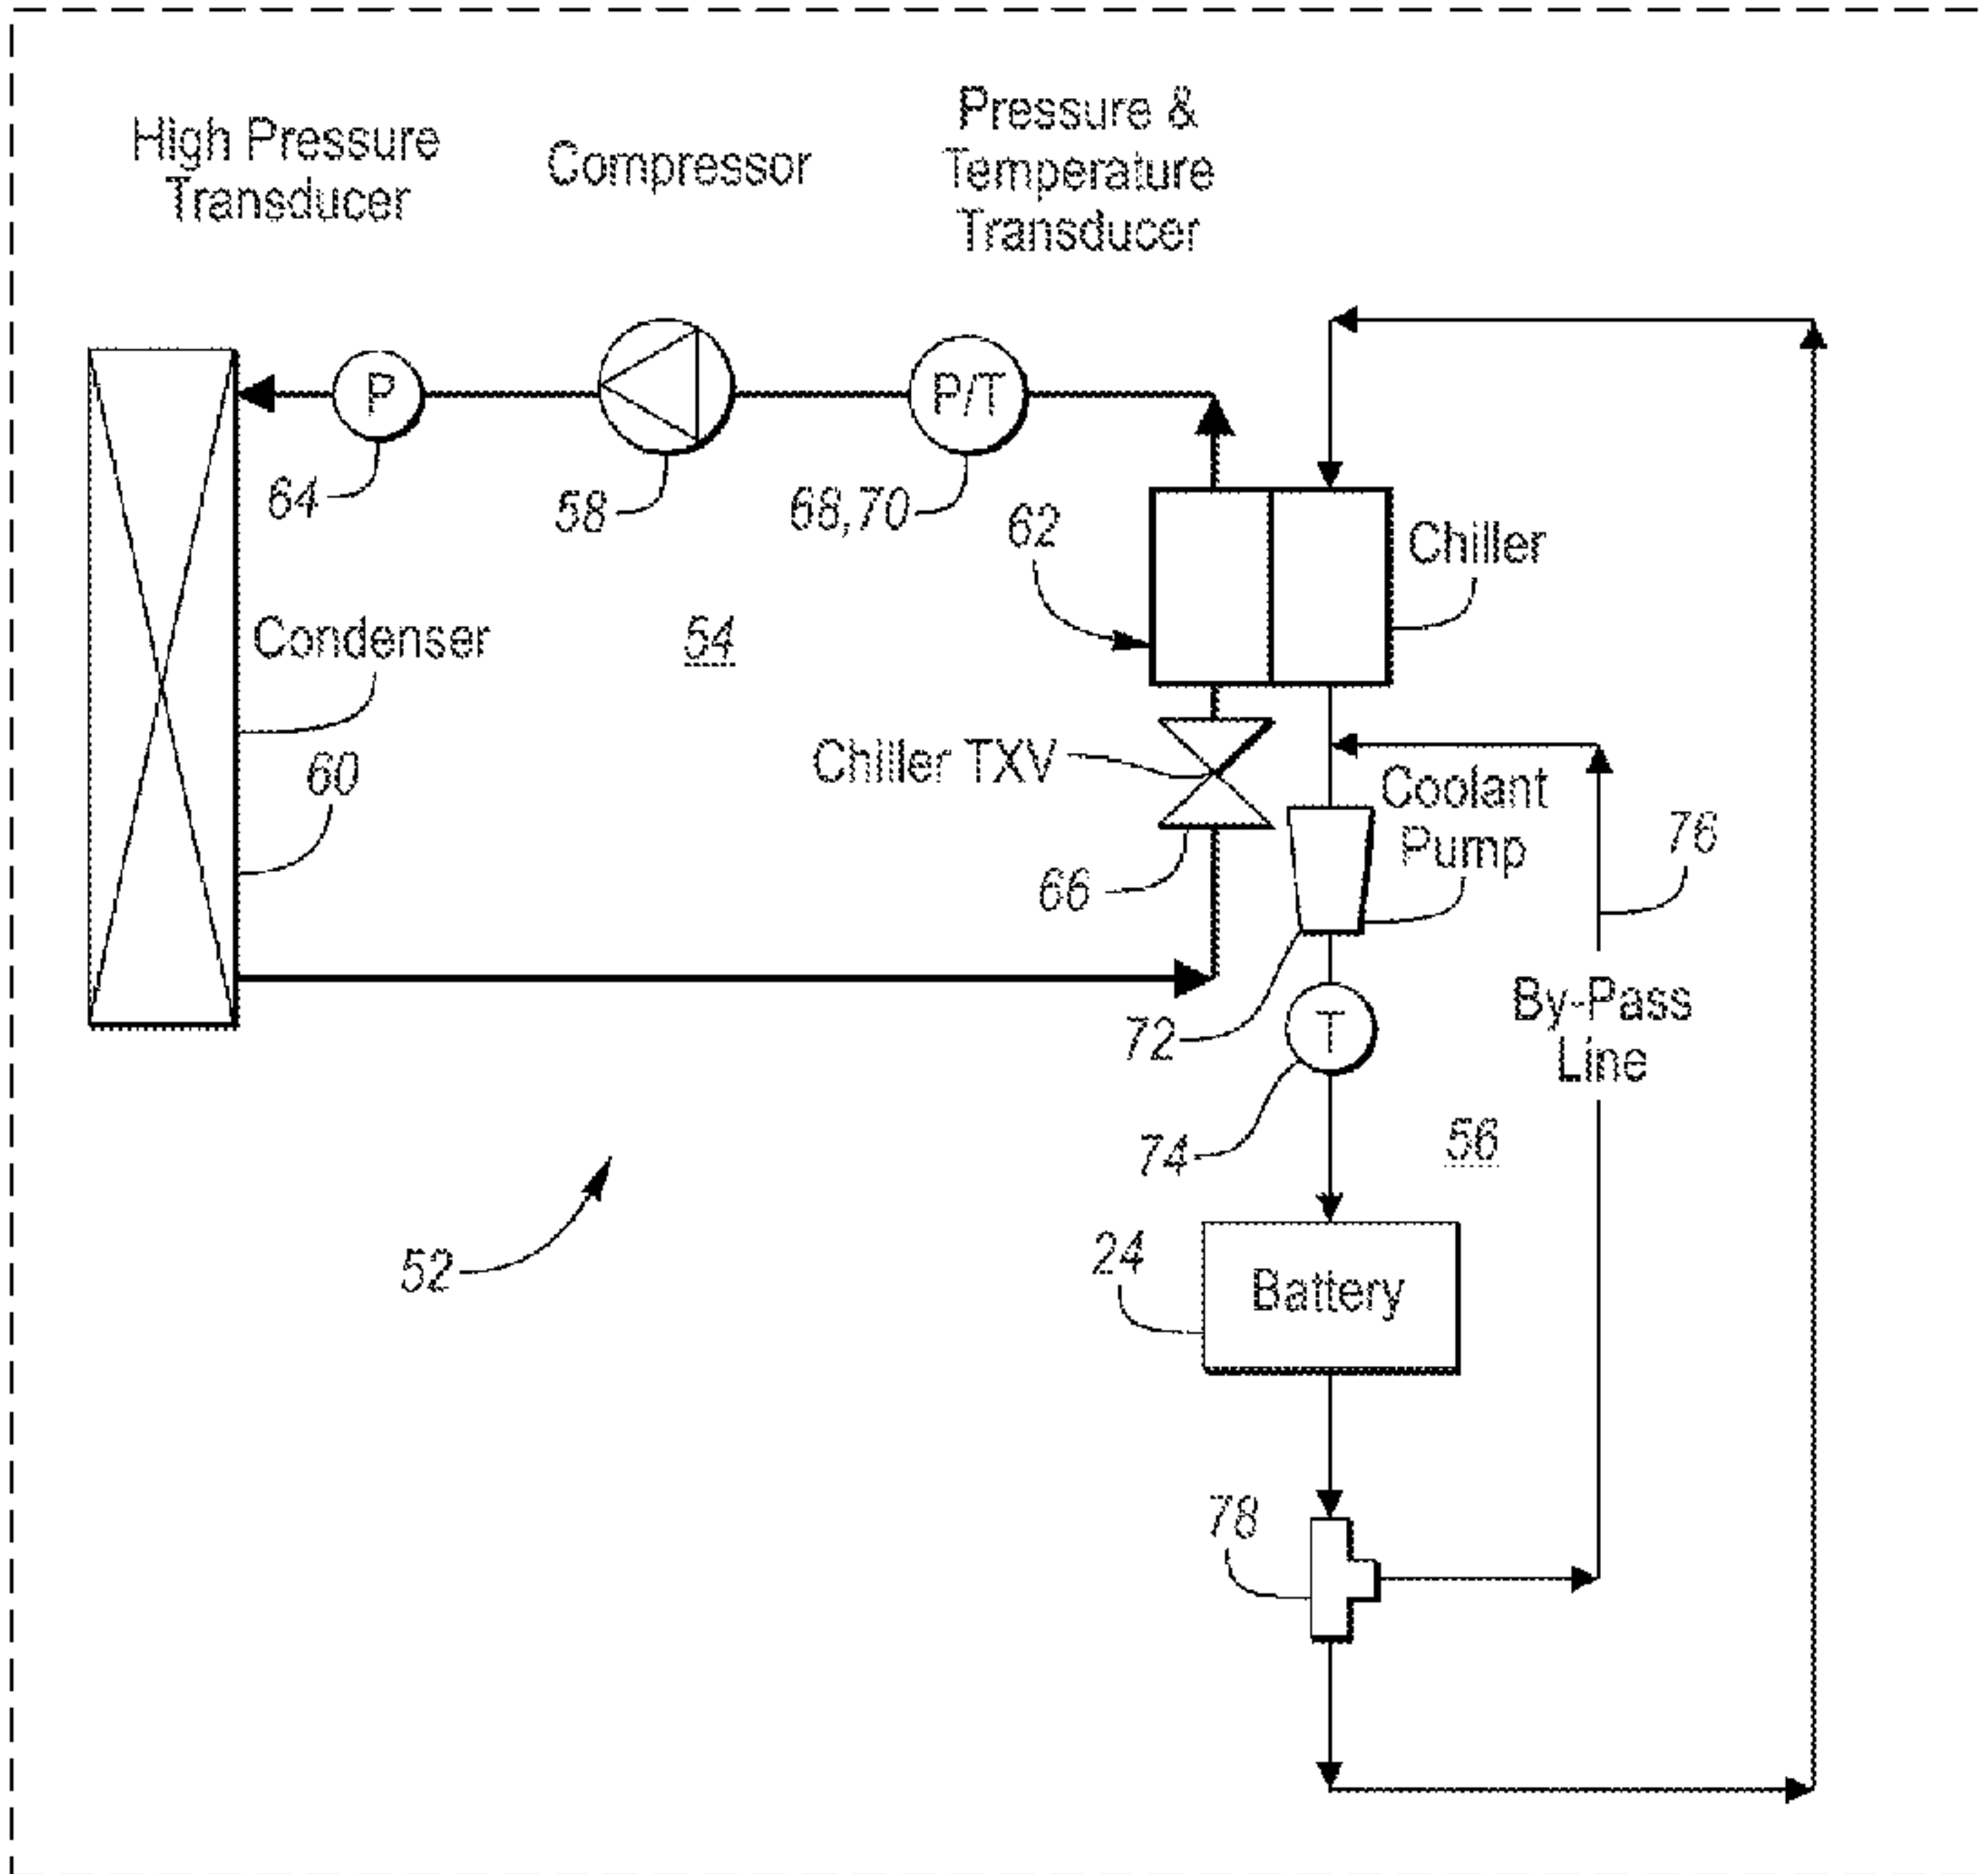 High Pressure
Transducer
Compressor
Pressure &
Temperature
Transducer
P
P/T
64
58
68,70
62
Chiller
Condenser
54
Chiller TXV
60
Coolant
Pump
76
66
By-Pass
Line
72
T
74
56
52
24
Battery
78